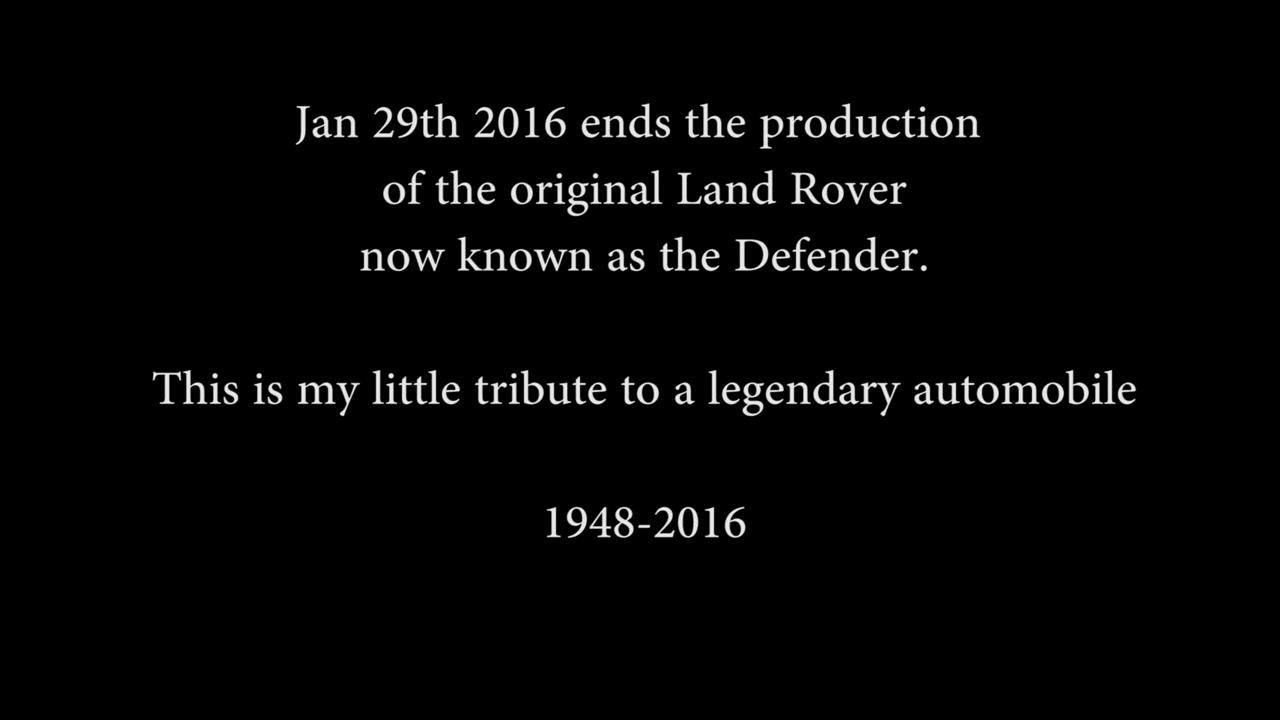 Jan 29th 2016 ends the production
of the original Land Rover
now known as the Defender.
This is my little tribute to a legendary automobile
1948-2016